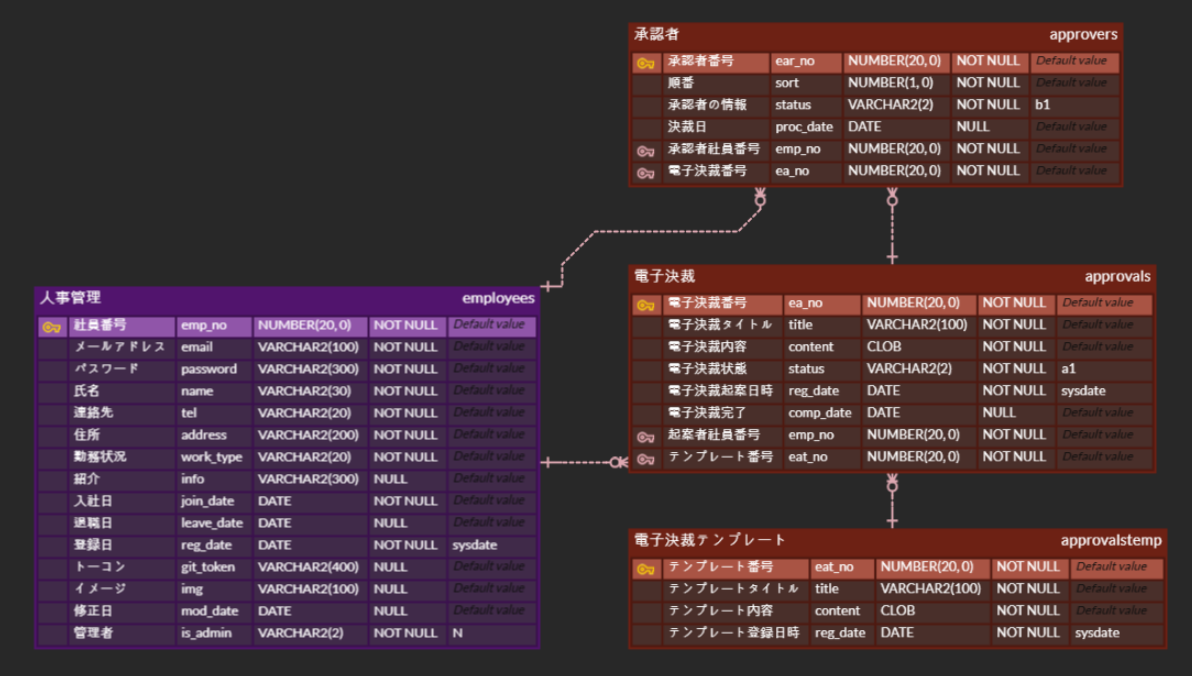 承認者 approvers
承認者番号 ear_no NUMBER(20, 0) NOT NULL Default value
順番 sort NUMBER(1, 0) NOT NULL Default value
承認者の情報 status VARCHAR2(2) NOT NULL b1
決裁日 proc_date DATE NULL Default value
承認者社員番号 emp_no NUMBER(20, 0) NOT NULL Default value
電子決裁番号 ea_no NUMBER(20, 0) NOT NULL Default value
電子決裁 approvals
電子決裁番号 ea_no NUMBER(20, 0) NOT NULL Default value
電子決裁タイトル title VARCHAR2(100) NOT NULL Default value
電子決裁内容 content CLOB NOT NULL Default value
電子決裁状態 status VARCHAR2(2) NOT NULL a1
電子決裁起案日時 reg_date DATE NOT NULL sysdate
電子決裁完了 comp_date DATE NULL Default value
起案者社員番号 emp_no NUMBER(20, 0) NOT NULL Default value
テンプレート番号 eat_no NUMBER(20, 0) NOT NULL Default value
人事管理 employees
社員番号 emp_no NUMBER(20, 0) NOT NULL Default value
メールアドレス email VARCHAR2(100) NOT NULL Default value
パスワード password VARCHAR2(300) NOT NULL Default value
氏名 name VARCHAR2(30) NOT NULL Default value
連絡先 tel VARCHAR2(20) NOT NULL Default value
住所 address VARCHAR2(200) NOT NULL Default value
勤務状況 work_type VARCHAR2(20) NOT NULL Default value
紹介 info VARCHAR2(300) NULL Default value
入社日 join_date DATE NOT NULL Default value
退職日 leave_date DATE NULL Default value
登録日 reg_date DATE NOT NULL sysdate
トーコン git_token VARCHAR2(400) NULL Default value
イメージ img VARCHAR2(100) NULL Default value
修正日 mod_date DATE NULL Default value
管理者 is_admin VARCHAR2(2) NOT NULL N
電子決裁テンプレート approvalstemp
テンプレート番号 eat_no NUMBER(20, 0) NOT NULL Default value
テンプレートタイトル title VARCHAR2(100) NOT NULL Default value
テンプレート内容 content CLOB NOT NULL Default value
テンプレート登録日時 reg_date DATE NOT NULL sysdate